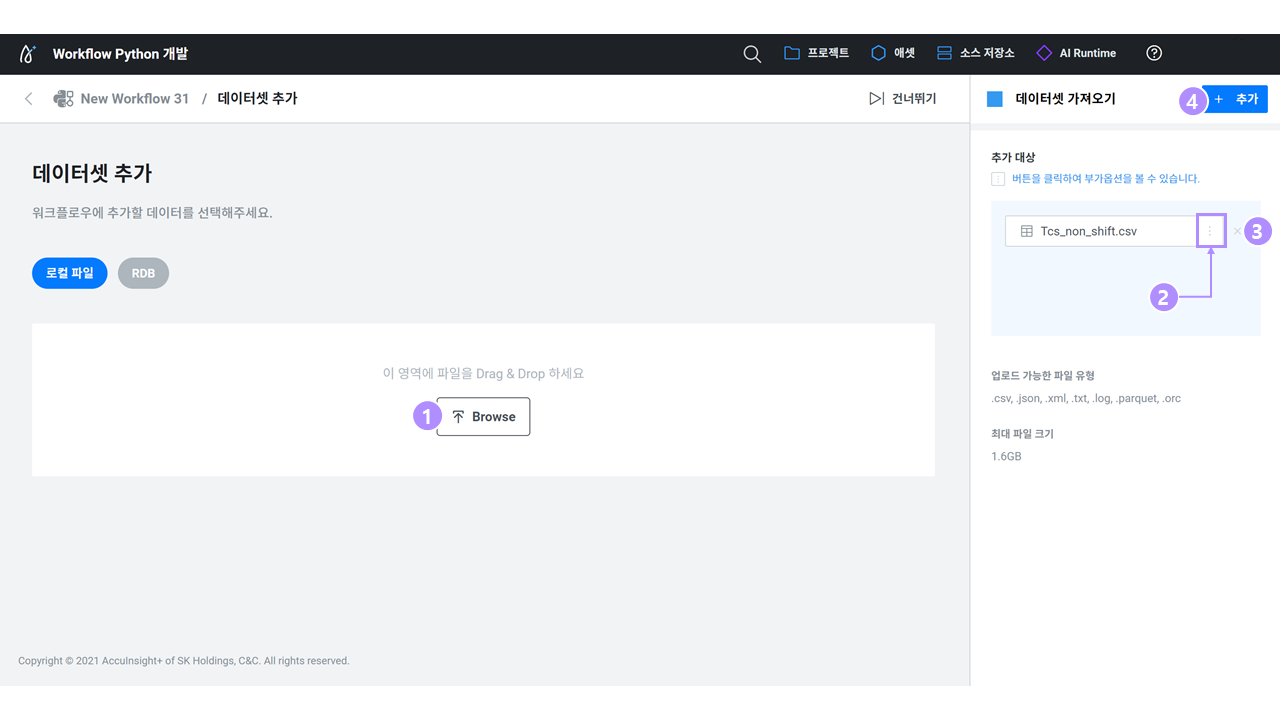 Workflow Python 개발
프로젝트
애셋
소스 저장소
AI Runtime
New Workflow 31 / 데이터셋 추가
건너뛰기
데이터셋 추가
워크플로우에 추가할 데이터를 선택해주세요.
로컬 파일
RDB
이 영역에 파일을 Drag & Drop 하세요
1
Browse
Copyright © 2021 AccuInsight+ of SK Holdings, C&C. All rights reserved.
데이터셋 가져오기
4
+ 추가
추가 대상
버튼을 클릭하여 부가옵션을 볼 수 있습니다.
Tcs_non_shift.csv
3
2
업로드 가능한 파일 유형
.csv, .json, .xml, .txt, .log, .parquet, .orc
최대 파일 크기
1.6GB